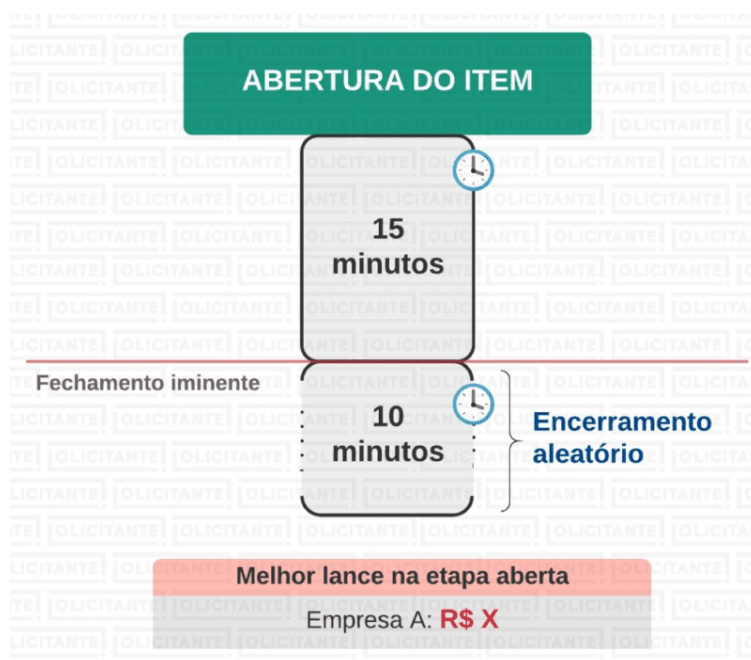 ABERTURA DO ITEM
15
minutos
Fechamento iminente
10
minutos
Encerramento
aleatório
Melhor lance na etapa aberta
Empresa A: R$ X